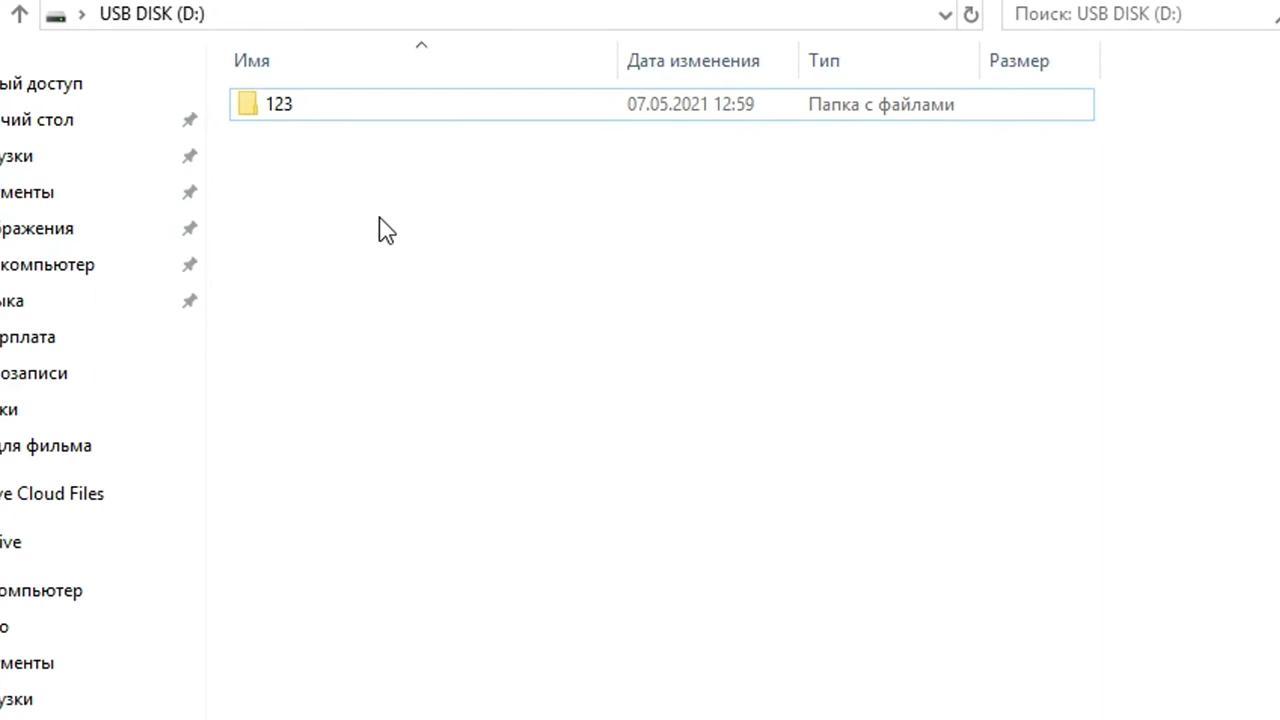 USB DISK (D:)
Поиск: USB DISK (D:)
Имя
Дата изменения
Тип
Размер
123
07.05.2021 12:59
Папка с файлами
ый доступ
чий стол
узки
менты
бражения
компьютер
ыка
рплата
озаписи
ки
для фильма
ve Cloud Files
ive
омпьютер
о
менты
узки